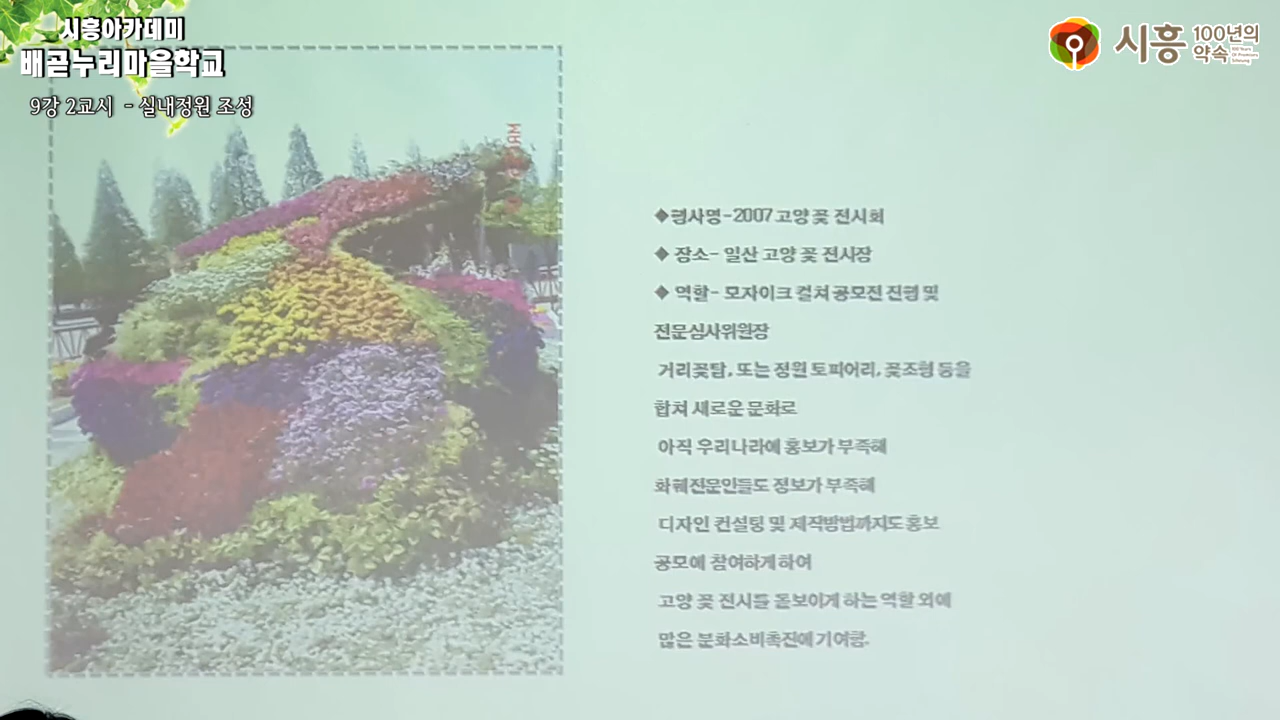 시흥아카데미
배곧누리마을학교
9강 2교시 - 실내정원 조성
시흥 100년의 약속
◆행사명-2007 고양 꽃 전시회
◆ 장소- 일산 고양 꽃 전시장
◆ 역할- 모자이크 컬쳐 공모전 진행 및
전문심사위원장
거리꽃탑, 또는 정원 토피어리, 꽃조형 등을
합쳐 새로운 문화로
아직 우리나라에 홍보가 부족해
화훼전문인들도 정보가 부족해
디자인 컨설팅 및 제작방법까지도 홍보
공모에 참여하게 하여
고양 꽃 전시를 돋보이게 하는 역할 외에
많은 분화소비촉진에 기여함.